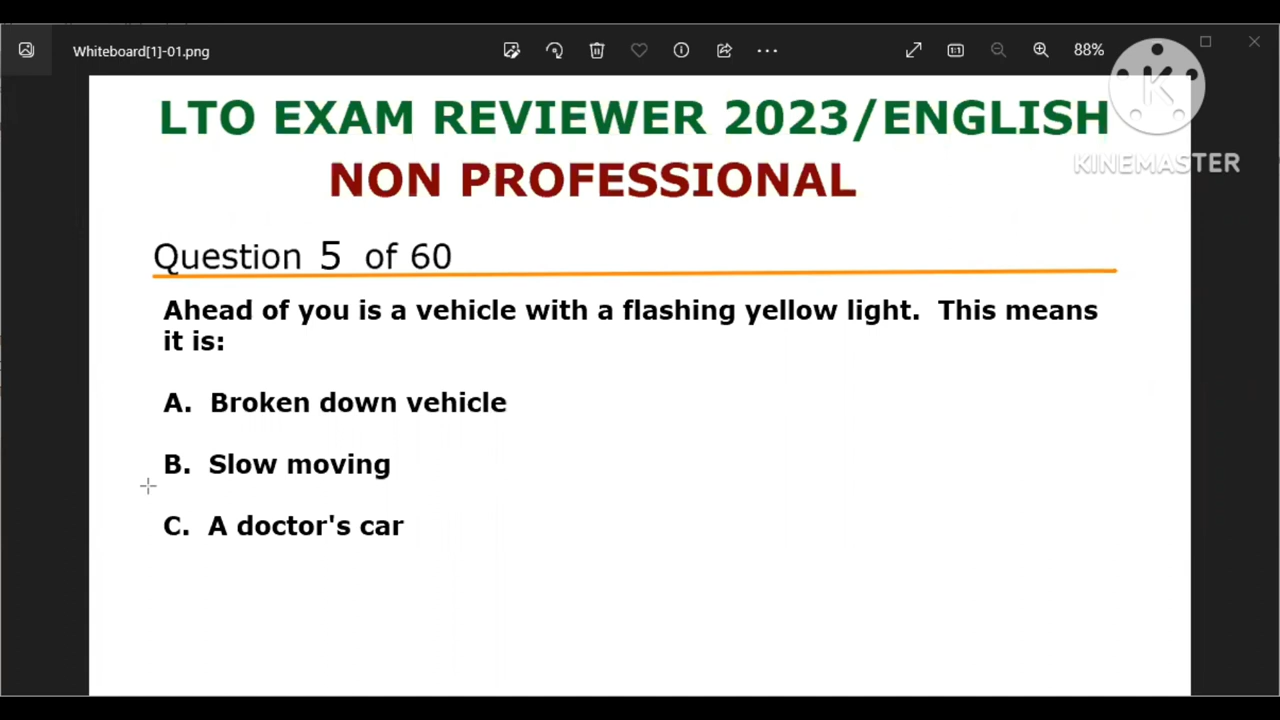 Whiteboard[1]-01.png
88%
LTO EXAM REVIEWER 2023/ENGLISH
KINEMASTER
NON PROFESSIONAL
Question 5 of 60
Ahead of you is a vehicle with a flashing yellow light. This means
it is:
A. Broken down vehicle
B. Slow moving
C. A doctor's car